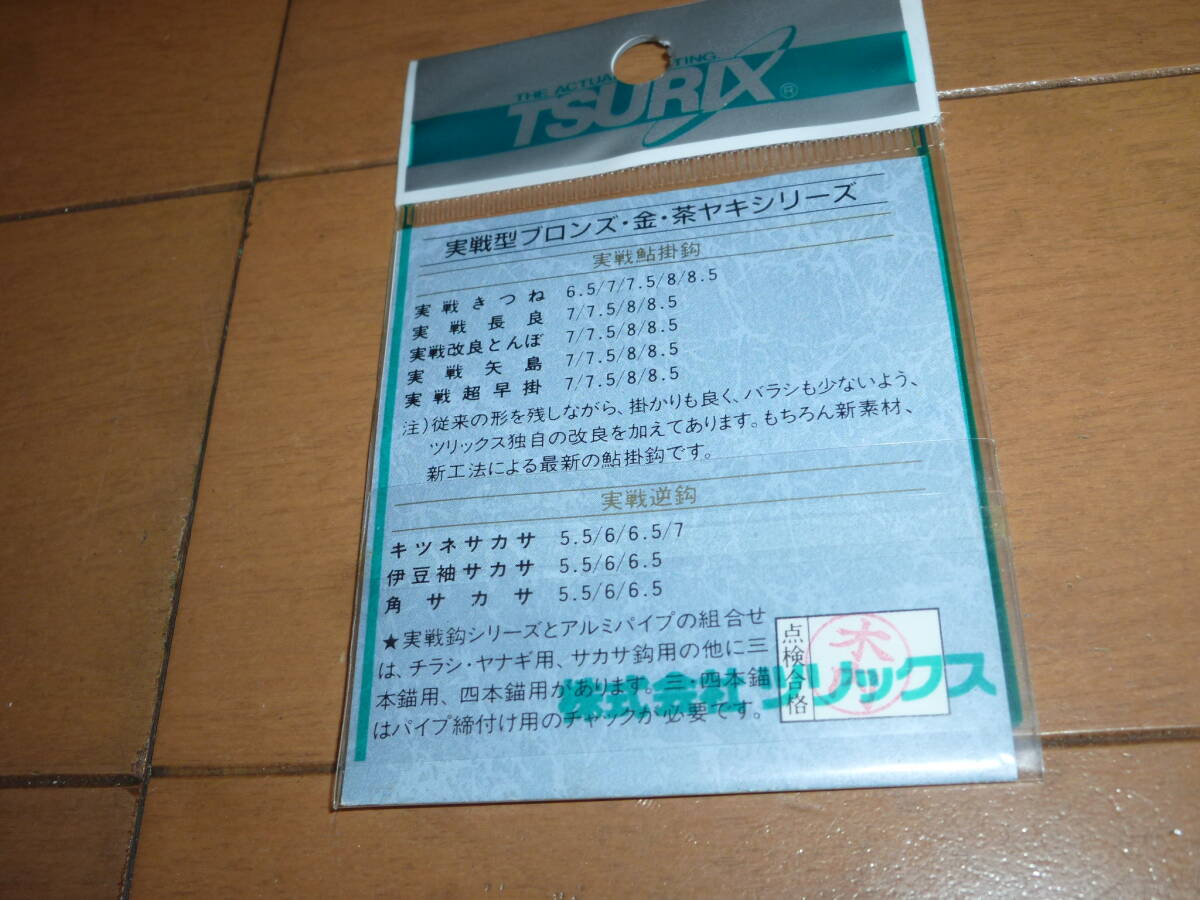 THE ACTUAL
TSURIX®
実戦型ブロンズ・金・茶ヤキシリーズ
実戦鮎掛鈎
実戦きつね 6.5/7/7.5/8/8.5
実戦長良 7/7.5/8/8.5
実戦改良とんぼ 7/7.5/8/8.5
実戦矢島 7/7.5/8/8.5
実戦超早掛 7/7.5/8/8.5
注)従来の形を残しながら、掛かりも良く、バラシも少ないよう、
ツリックス独自の改良を加えてあります。もちろん新素材、
新工法による最新の鮎掛鈎です。
実戦逆鈎
キツネサカサ 5.5/6/6.5/7
伊豆袖サカサ 5.5/6/6.5
角サカサ 5.5/6/6.5
★実戦鈎シリーズとアルミパイプの組合せ
は、チラシ・ヤナギ用、サカサ鈎用の他に三
本錨用、四本錨用があります。三・四本錨
はパイプ締付け用のチャックが必要です。
点検合格
株式会社ツリックス